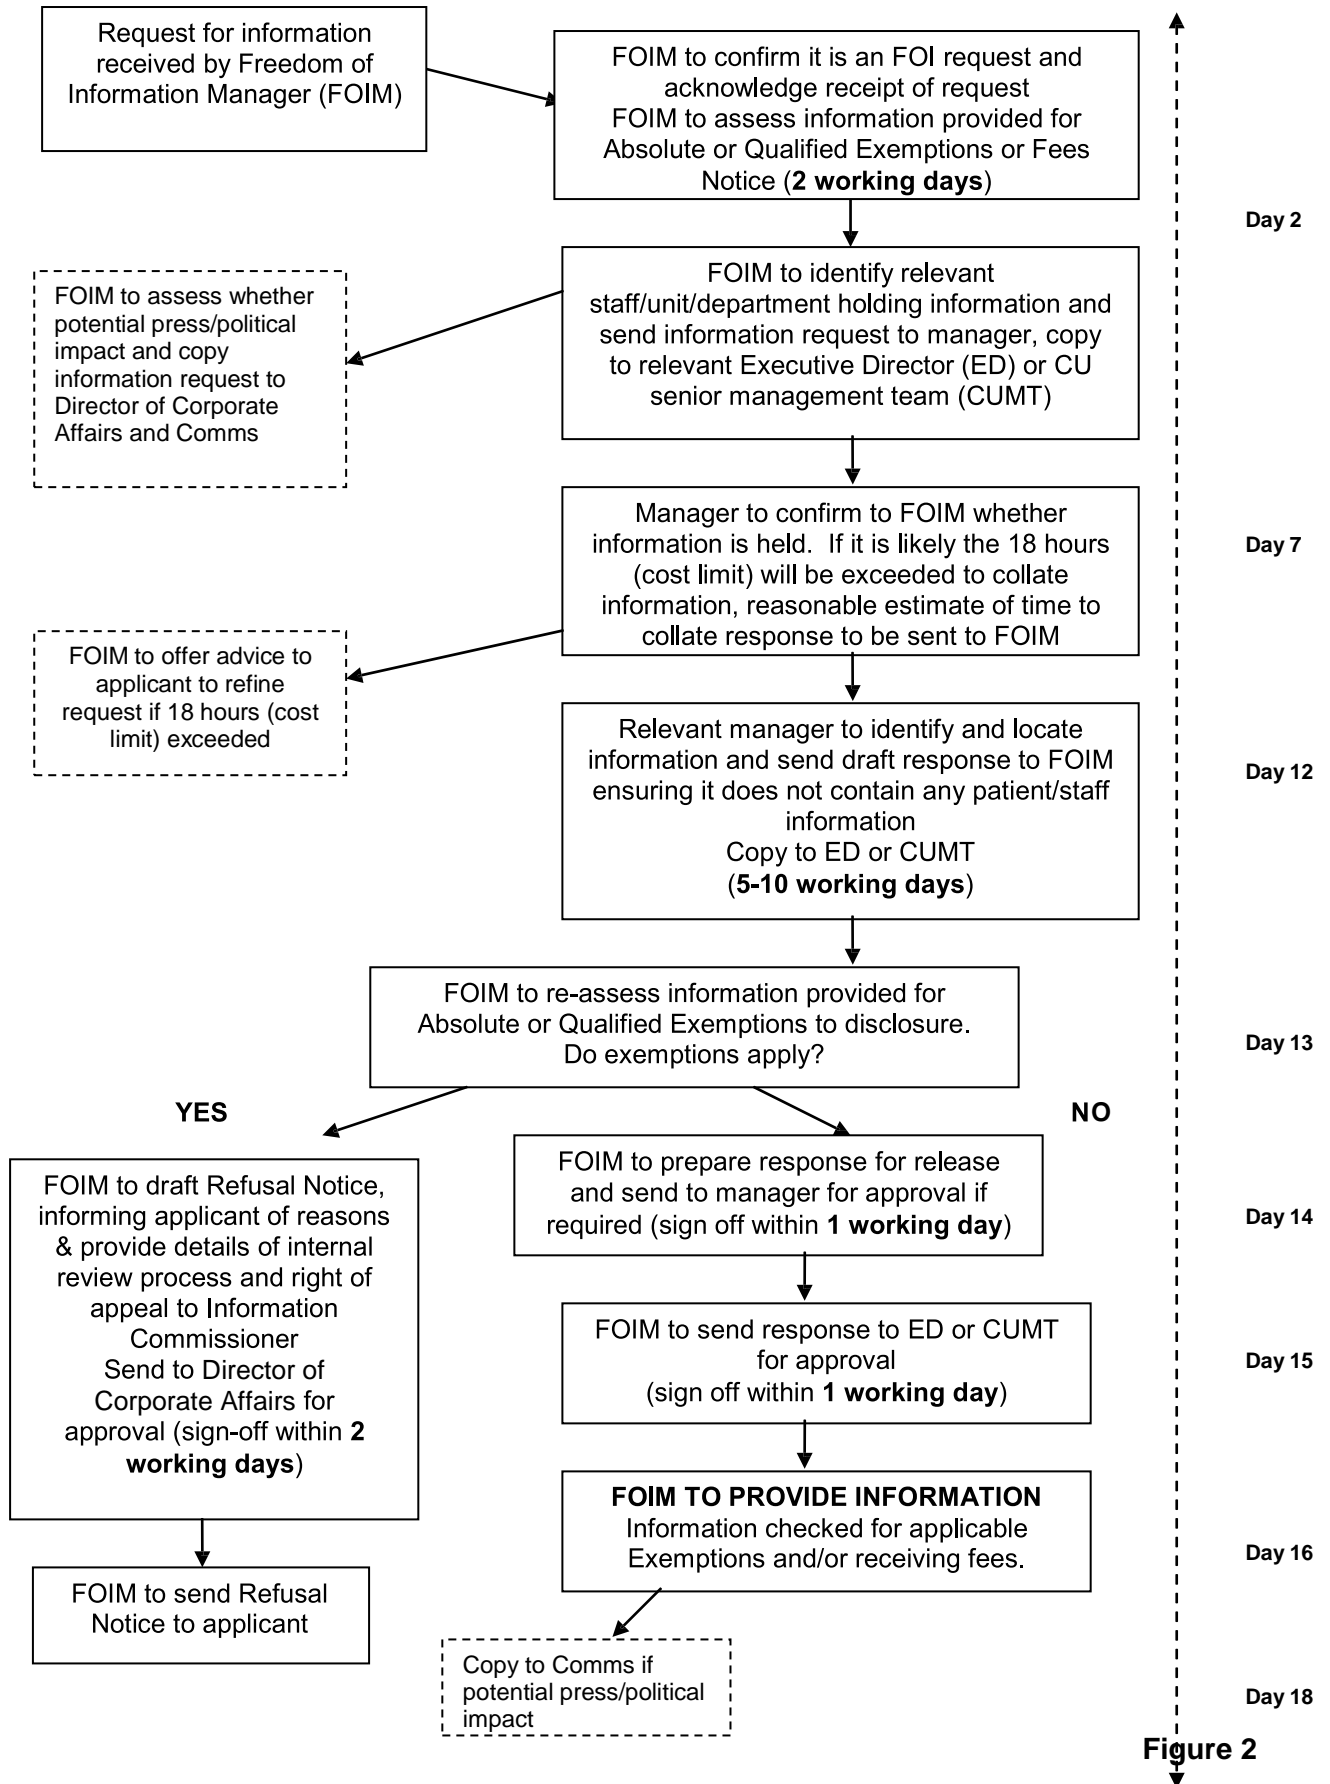 Request for information
received by Freedom of
Information Manager (FOIM)
FOIM to confirm it is an FOI request and
acknowledge receipt of request
FOIM to assess information provided for
Absolute or Qualified Exemptions or Fees
Notice (2 working days)
Day 2
FOIM to identify relevant
staff/unit/department holding information and
send information request to manager, copy
to relevant Executive Director (ED) or CU
senior management team (CUMT)
FOIM to assess whether
potential press/political
impact and copy
information request to
Director of Corporate
Affairs and Comms
Manager to confirm to FOIM whether
information is held.  If it is likely the 18 hours
(cost limit) will be exceeded to collate
information, reasonable estimate of time to
collate response to be sent to FOIM
Day 7
FOIM to offer advice to
applicant to refine
request if 18 hours (cost
limit) exceeded
Relevant manager to identify and locate
information and send draft response to FOIM
ensuring it does not contain any patient/staff
information
Copy to ED or CUMT
(5-10 working days)
Day 12
FOIM to re-assess information provided for
Absolute or Qualified Exemptions to disclosure.
Do exemptions apply?
Day 13
YES
NO
FOIM to draft Refusal Notice,
informing applicant of reasons
& provide details of internal
review process and right of
appeal to Information
Commissioner
Send to Director of
Corporate Affairs for
approval (sign-off within 2
working days)
FOIM to send Refusal
Notice to applicant
FOIM to prepare response for release
and send to manager for approval if
required (sign off within 1 working day)
Day 14
FOIM to send response to ED or CUMT
for approval
(sign off within 1 working day)
Day 15
FOIM TO PROVIDE INFORMATION
Information checked for applicable
Exemptions and/or receiving fees.
Day 16
Copy to Comms if
potential press/political
impact
Day 18
Figure 2